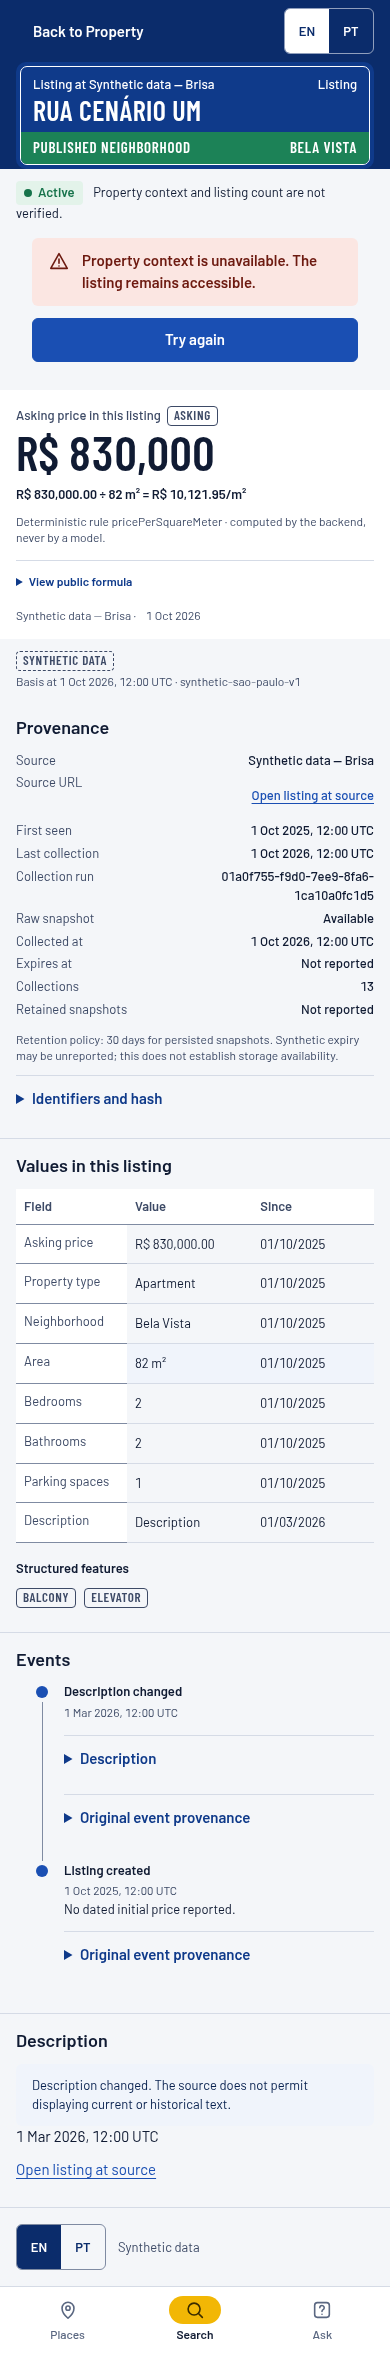 Back to Property
EN PT
Listing at Synthetic data — Brisa Listing
RUA CENÁRIO UM
PUBLISHED NEIGHBORHOOD BELA VISTA
Active Property context and listing count are not
verified.
Property context is unavailable. The
listing remains accessible.
Try again
Asking price in this listing ASKING
R$ 830,000
R$ 830,000.00 ÷ 82 m² = R$ 10,121.95/m²
Deterministic rule pricePerSquareMeter · computed by the backend,
never by a model.
View public formula
Synthetic data — Brisa · 1 Oct 2026
SYNTHETIC DATA
Basis at 1 Oct 2026, 12:00 UTC · synthetic-sao-paulo-v1
Provenance
Source Synthetic data — Brisa
Source URL
Open listing at source
First seen 1 Oct 2025, 12:00 UTC
Last collection 1 Oct 2026, 12:00 UTC
Collection run 01a0f755-f9d0-7ee9-8fa6-
1ca10a0fc1d5
Raw snapshot Available
Collected at 1 Oct 2026, 12:00 UTC
Expires at Not reported
Collections 13
Retained snapshots Not reported
Retention policy: 30 days for persisted snapshots. Synthetic expiry
may be unreported; this does not establish storage availability.
Identifiers and hash
Values in this listing
Field Value Since
Asking price R$ 830,000.00 01/10/2025
Property type Apartment 01/10/2025
Neighborhood Bela Vista 01/10/2025
Area 82 m² 01/10/2025
Bedrooms 2 01/10/2025
Bathrooms 2 01/10/2025
Parking spaces 1 01/10/2025
Description Description 01/03/2026
Structured features
BALCONY ELEVATOR
Events
Description changed
1 Mar 2026, 12:00 UTC
Description
Original event provenance
Listing created
1 Oct 2025, 12:00 UTC
No dated initial price reported.
Original event provenance
Description
Description changed. The source does not permit
displaying current or historical text.
1 Mar 2026, 12:00 UTC
Open listing at source
EN PT Synthetic data
Places Search Ask